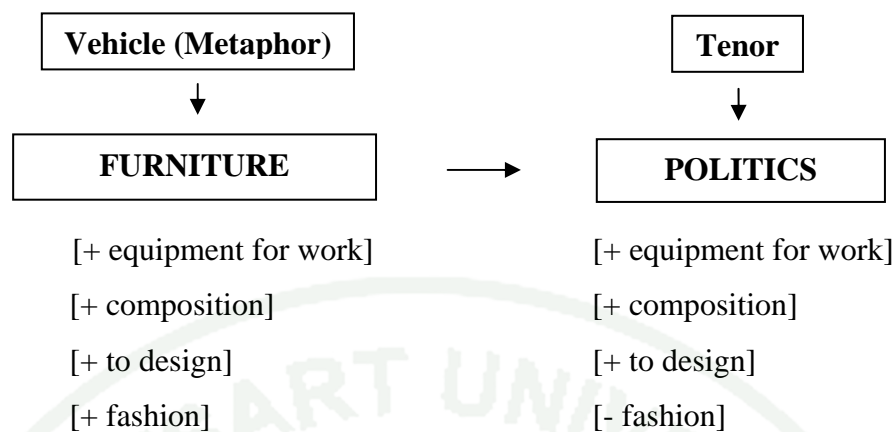 Vehicle (Metaphor) Tenor
FURNITURE POLITICS
[+ equipment for work] [+ equipment for work]
[+ composition] [+ composition]
[+ to design] [+ to design]
[+ fashion] [- fashion]